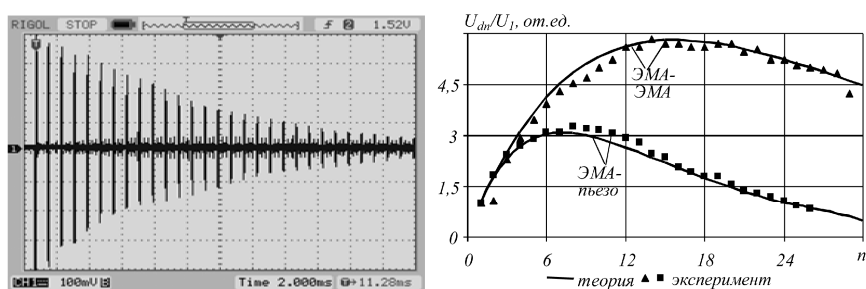 RIGOL STOP 1.52V
CH1 100mV Time 2.000ms 11.28ms
U_dn/U_1, от.ед.
4,5
3
1,5
0
0 6 12 18 24 n
ЭМА-
ЭМА
ЭМА-
пьезо
теория эксперимент